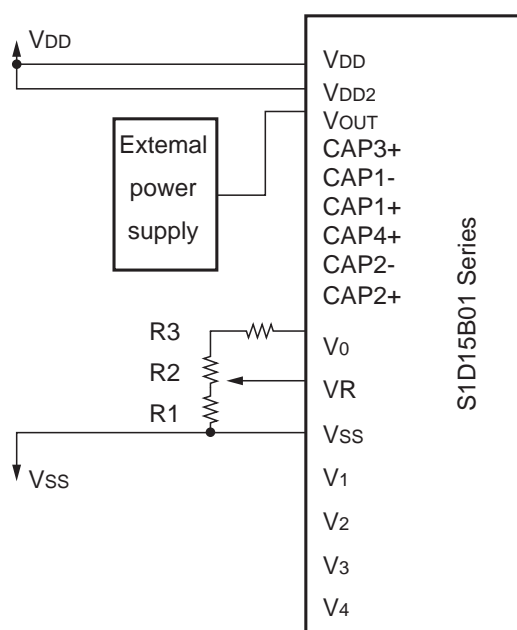 VDD
VDD
VDD2
VOUT
Extemal
power
supply
CAP3+
CAP1-
CAP1+
CAP4+
CAP2-
CAP2+
S1D15B01 Series
R3
V0
R2
VR
R1
VSS
VSS
V1
V2
V3
V4